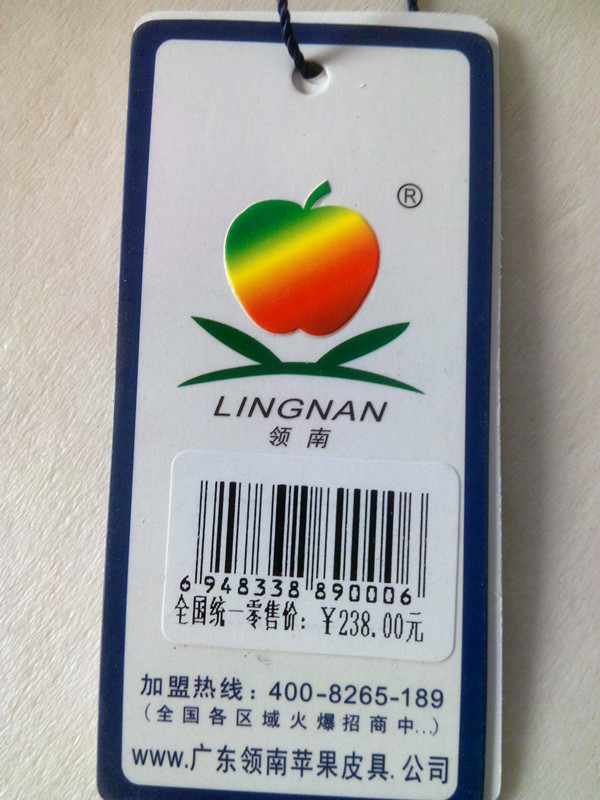 ®
LINGNAN
领南
6 948338 890006
全国统一零售价：￥238.00元
加盟热线：400-8265-189
（全国各区域火爆招商中...）
www.广东领南苹果皮具.公司